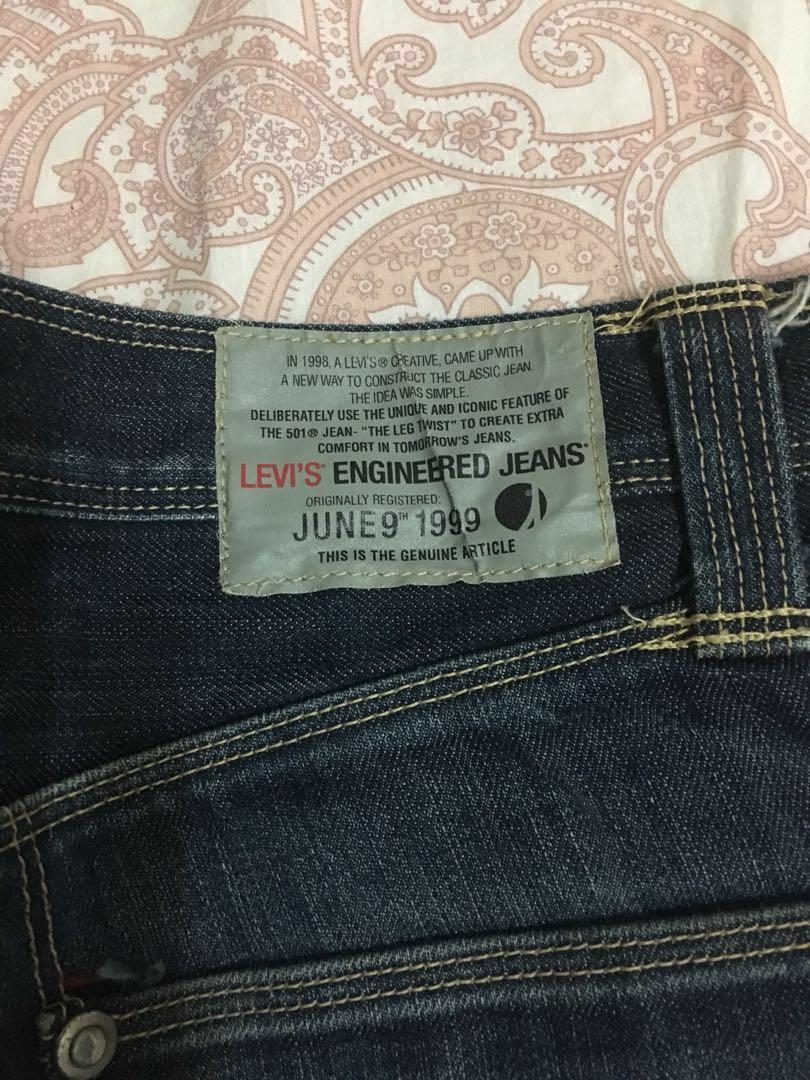 IN 1998, A LEVI'S® CREATIVE, CAME UP WITH
A NEW WAY TO CONSTRUCT THE CLASSIC JEAN.
THE IDEA WAS SIMPLE.
DELIBERATELY USE THE UNIQUE AND ICONIC FEATURE OF
THE 501® JEAN- "THE LEG TWIST" TO CREATE EXTRA
COMFORT IN TOMORROW'S JEANS.
LEVI'S® ENGINEERED JEANS®
ORIGINALLY REGISTERED:
JUNE 9TH 1999
THIS IS THE GENUINE ARTICLE